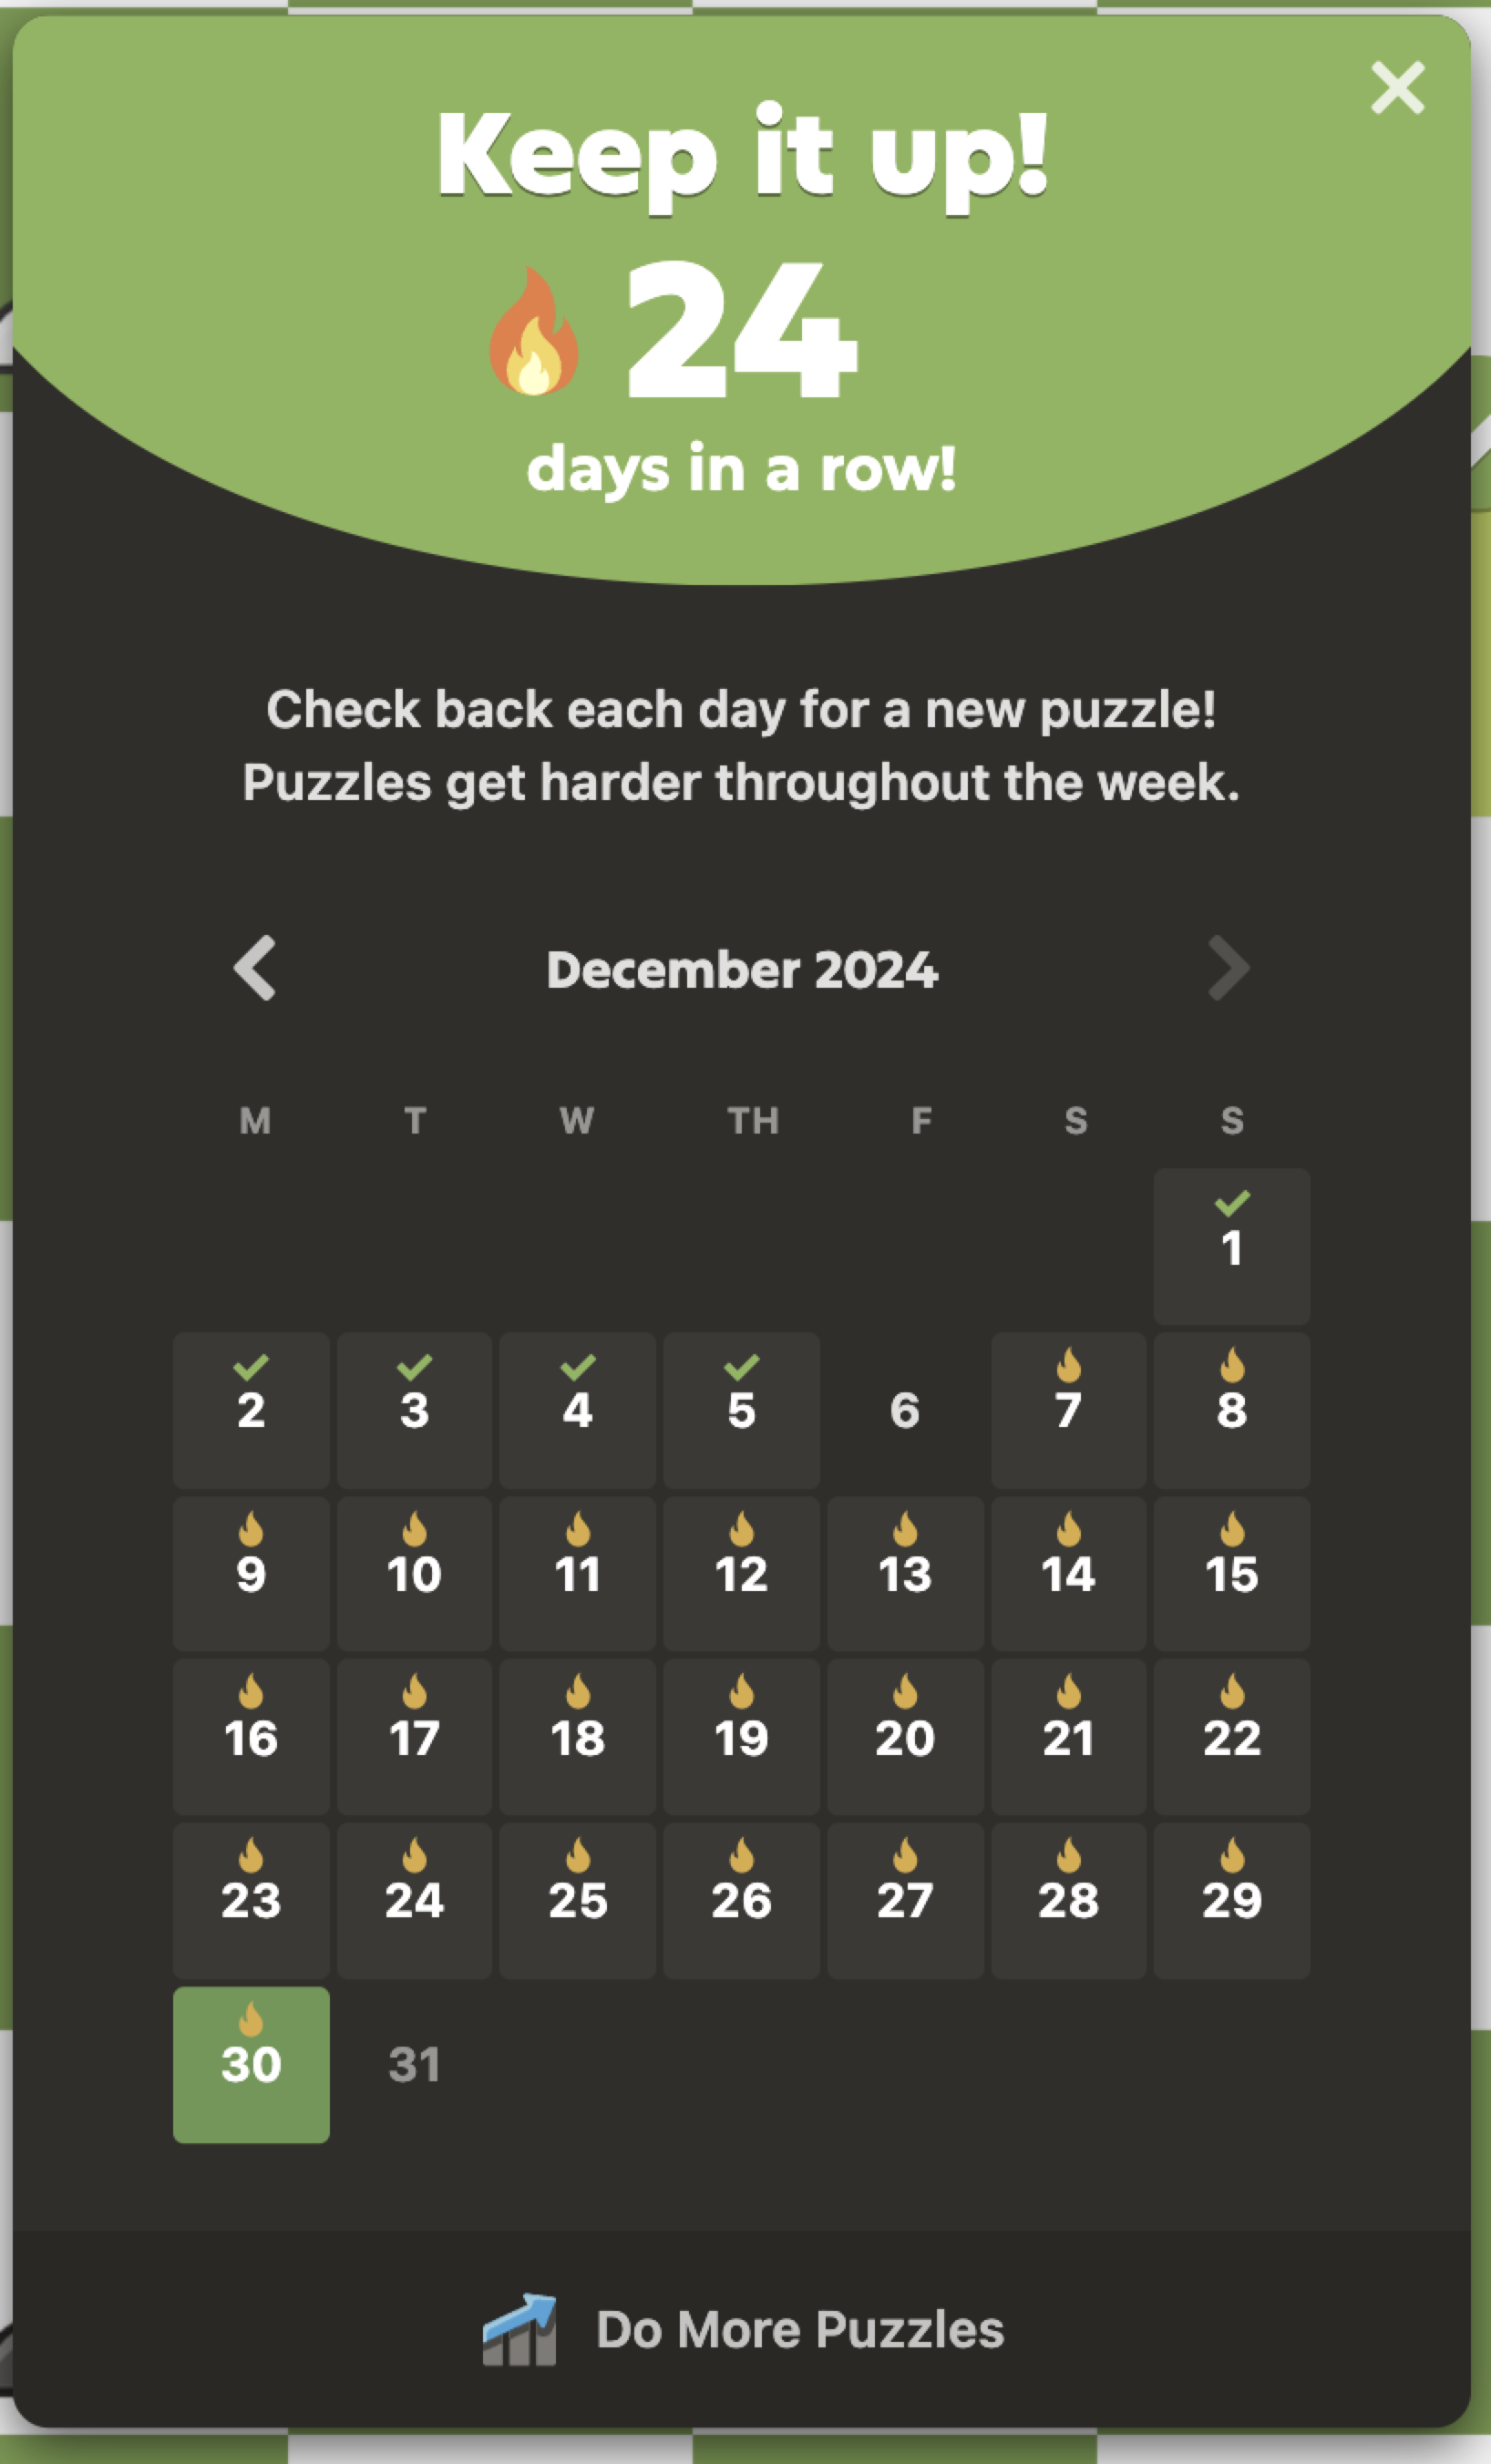 Keep it up!
24
days in a row!
Check back each day for a new puzzle!
Puzzles get harder throughout the week.
December 2024
M T W TH F S S
1
2 3 4 5 6 7 8
9 10 11 12 13 14 15
16 17 18 19 20 21 22
23 24 25 26 27 28 29
30 31
Do More Puzzles